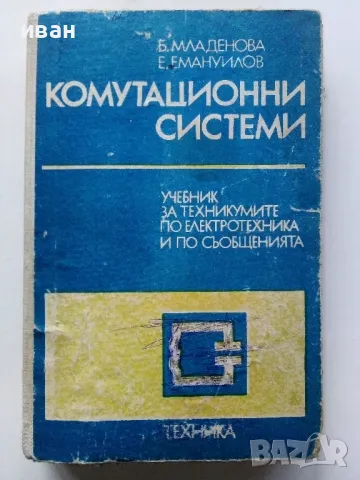 иван
Б. МЛАДЕНОВА
Е. ЕМАНУИЛОВ
КОМУТАЦИОННИ
СИСТЕМИ
УЧЕБНИК
ЗА ТЕХНИКУМИТЕ
ПО ЕЛЕКТРОТЕХНИКА
И ПО СЪОБЩЕНИЯТА
ТЕХНИКА
BAZAR